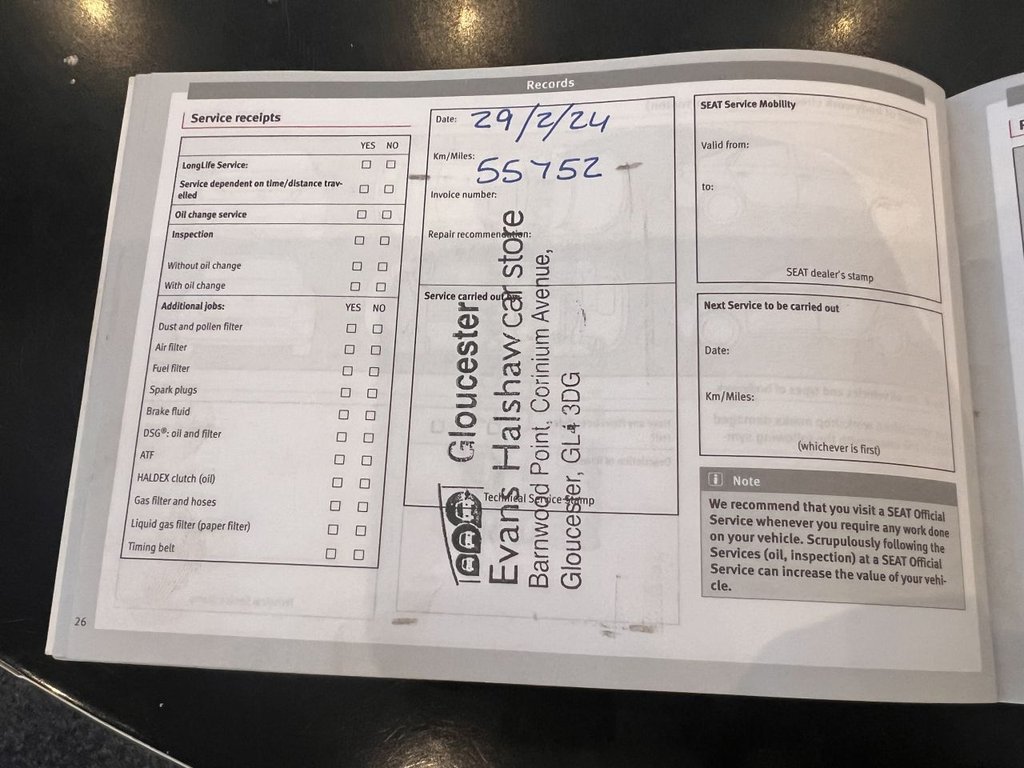 Records
Service receipts
YES NO
LongLife Service:
Service dependent on time/distance trav-
elled
Oil change service
Inspection
Without oil change
With oil change
Additional jobs: YES NO
Dust and pollen filter
Air filter
Fuel filter
Spark plugs
Brake fluid
DSG®: oil and filter
ATF
HALDEX clutch (oil)
Gas filter and hoses
Liquid gas filter (paper filter)
Timing belt
26
Date: 29/2/24
Km/Miles: 55752
Invoice number:
Repair recommendation:
Service carried out
Technical Service stamp
Gloucester
Evans Halshaw car store
Barnwood Point, Corinium Avenue,
Gloucester, GL4 3DG
SEAT Service Mobility
Valid from:
to:
SEAT dealer's stamp
Next Service to be carried out
Date:
Km/Miles:
(whichever is first)
i Note
We recommend that you visit a SEAT Official
Service whenever you require any work done
on your vehicle. Scrupulously following the
Services (oil, inspection) at a SEAT Official
Service can increase the value of your vehi-
cle.